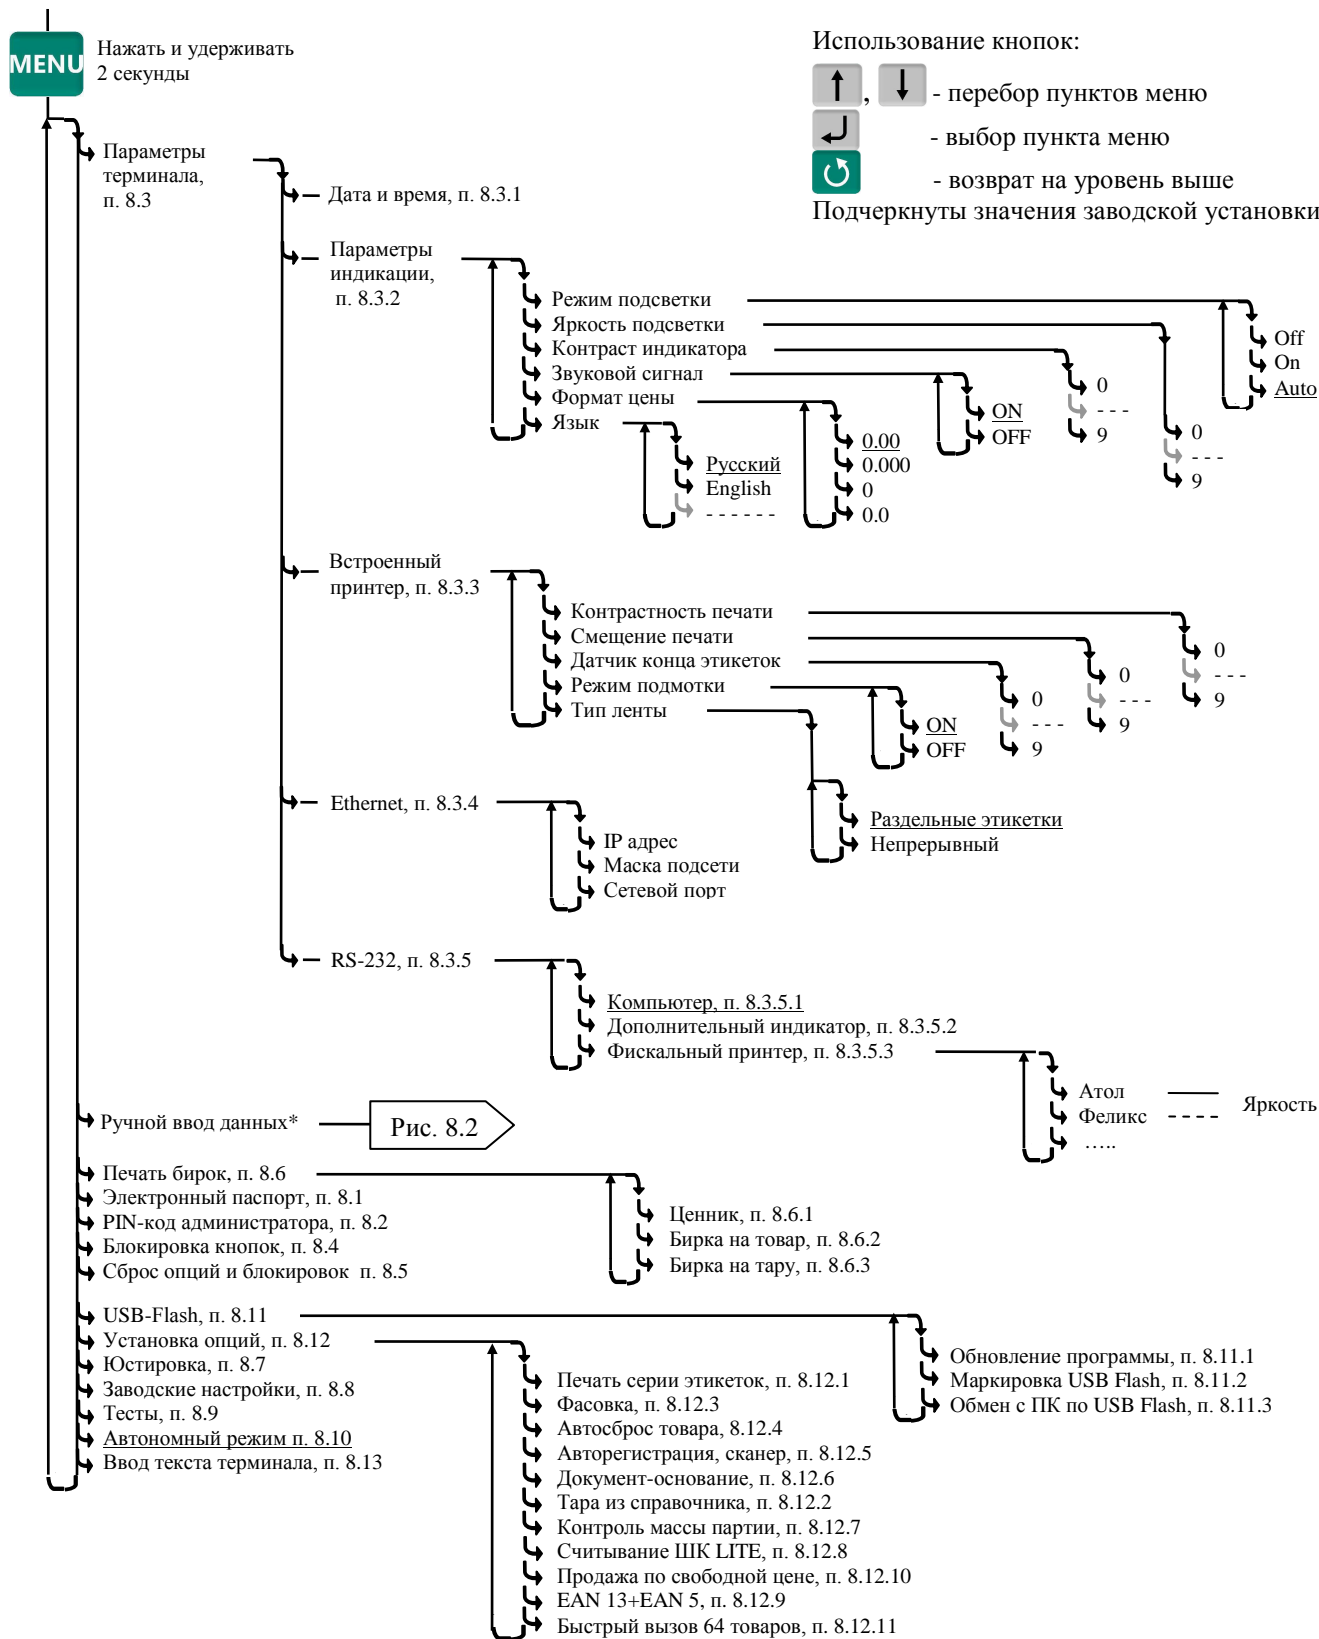 MENU
Нажать и удерживать
2 секунды
Использование кнопок:
, - перебор пунктов меню
- выбор пункта меню
- возврат на уровень выше
Подчеркнуты значения заводской установки
Параметры
терминала,
п. 8.3
Дата и время, п. 8.3.1
Параметры
индикации,
п. 8.3.2
Режим подсветки
Яркость подсветки
Контраст индикатора
Звуковой сигнал
Формат цены
Язык
Off
On
Auto
0
- - -
9
0
- - -
9
ON
OFF
0.00
0.000
0
0.0
Русский
English
- - - - - -
Встроенный
принтер, п. 8.3.3
Контрастность печати
Смещение печати
Датчик конца этикеток
Режим подмотки
Тип ленты
0
- - -
9
0
- - -
9
0
- - -
9
ON
OFF
Раздельные этикетки
Непрерывный
Ethernet, п. 8.3.4
IP адрес
Маска подсети
Сетевой порт
RS-232, п. 8.3.5
Компьютер, п. 8.3.5.1
Дополнительный индикатор, п. 8.3.5.2
Фискальный принтер, п. 8.3.5.3
Атол
Феликс - - - -
…..
Яркость
Ручной ввод данных*
Рис. 8.2
Печать бирок, п. 8.6
Электронный паспорт, п. 8.1
PIN-код администратора, п. 8.2
Блокировка кнопок, п. 8.4
Сброс опций и блокировок п. 8.5
Ценник, п. 8.6.1
Бирка на товар, п. 8.6.2
Бирка на тару, п. 8.6.3
USB-Flash, п. 8.11
Установка опций, п. 8.12
Юстировка, п. 8.7
Заводские настройки, п. 8.8
Тесты, п. 8.9
Автономный режим п. 8.10
Ввод текста терминала, п. 8.13
Обновление программы, п. 8.11.1
Маркировка USB Flash, п. 8.11.2
Обмен с ПК по USB Flash, п. 8.11.3
Печать серии этикеток, п. 8.12.1
Фасовка, п. 8.12.3
Автосброс товара, 8.12.4
Авторегистрация, сканер, п. 8.12.5
Документ-основание, п. 8.12.6
Тара из справочника, п. 8.12.2
Контроль массы партии, п. 8.12.7
Считывание ШК LITE, п. 8.12.8
Продажа по свободной цене, п. 8.12.10
EAN 13+EAN 5, п. 8.12.9
Быстрый вызов 64 товаров, п. 8.12.11